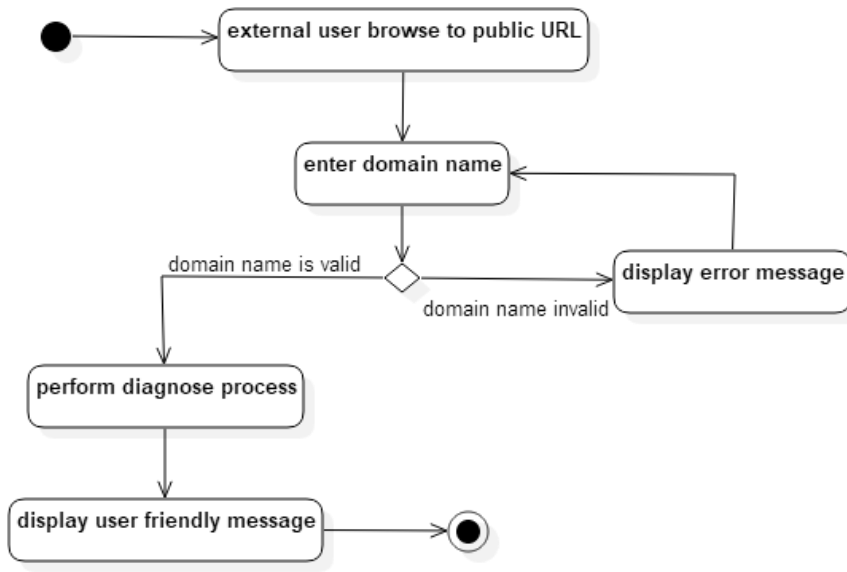 external user browse to public URL
enter domain name
domain name is valid
display error message
domain name invalid
perform diagnose process
display user friendly message